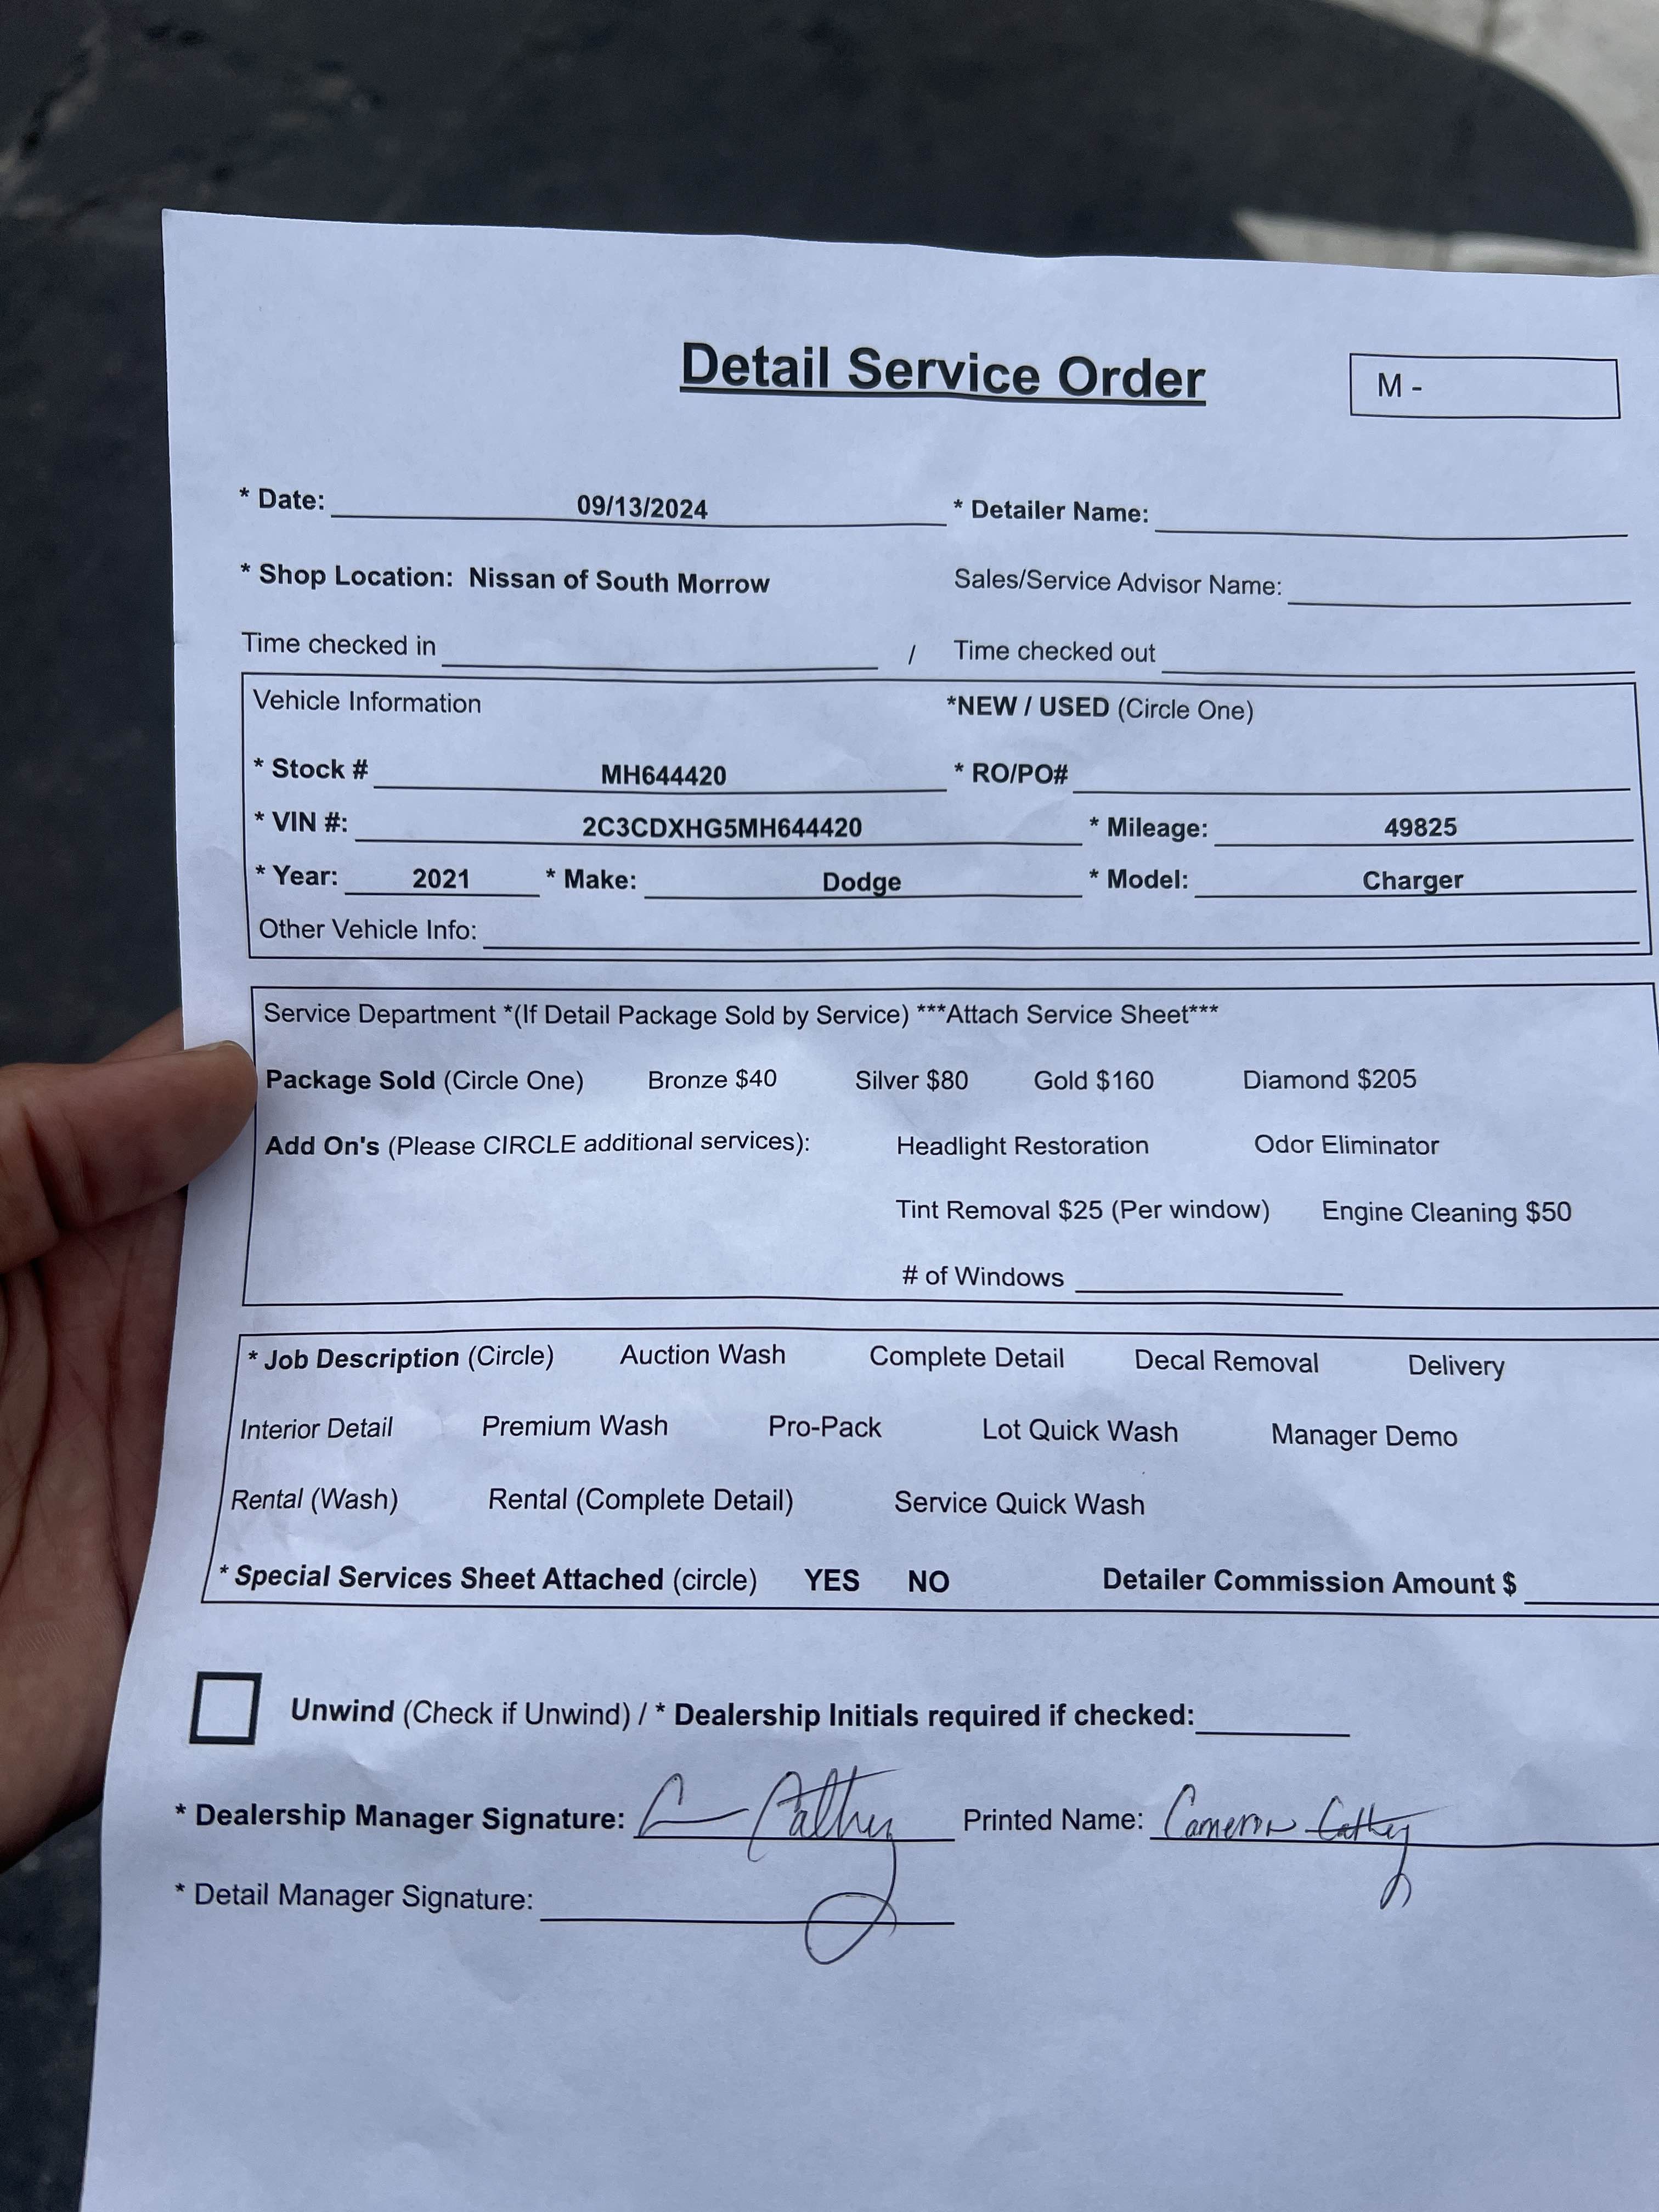 Detail Service Order
M -
* Date: 09/13/2024 * Detailer Name:
* Shop Location: Nissan of South Morrow Sales/Service Advisor Name:
Time checked in / Time checked out
Vehicle Information *NEW / USED (Circle One)
* Stock # MH644420 * RO/PO#
* VIN #: 2C3CDXHG5MH644420 * Mileage: 49825
* Year: 2021 * Make: Dodge * Model: Charger
Other Vehicle Info:
Service Department *(If Detail Package Sold by Service) ***Attach Service Sheet***
Package Sold (Circle One) Bronze $40 Silver $80 Gold $160 Diamond $205
Add On's (Please CIRCLE additional services): Headlight Restoration Odor Eliminator
Tint Removal $25 (Per window) Engine Cleaning $50
# of Windows
* Job Description (Circle) Auction Wash Complete Detail Decal Removal Delivery
Interior Detail Premium Wash Pro-Pack Lot Quick Wash Manager Demo
Rental (Wash) Rental (Complete Detail) Service Quick Wash
* Special Services Sheet Attached (circle) YES NO Detailer Commission Amount $
Unwind (Check if Unwind) / * Dealership Initials required if checked:
* Dealership Manager Signature: C Cathey Printed Name: Cameron Cathey
* Detail Manager Signature: